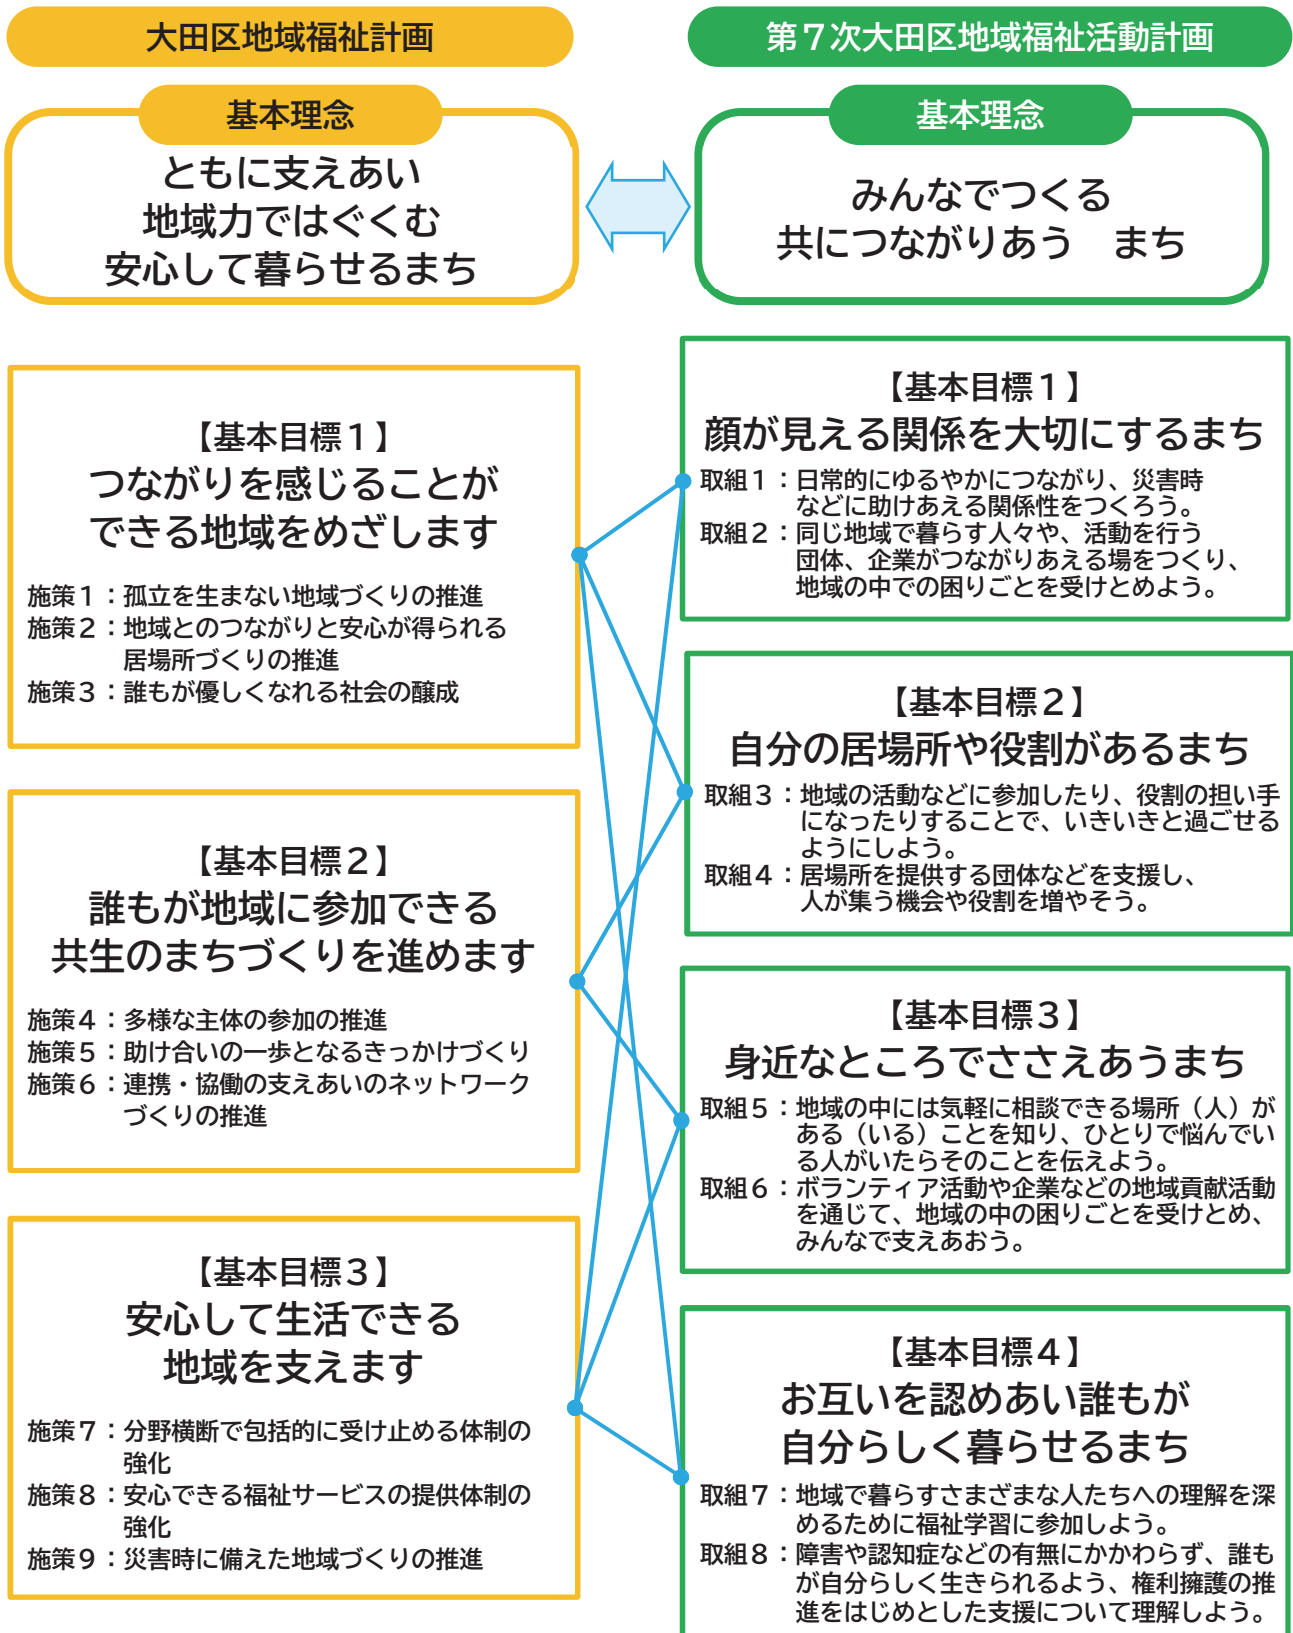 大田区地域福祉計画
基本理念
ともに支えあい
地域力ではぐくむ
安心して暮らせるまち
【基本目標１】
つながりを感じることが
できる地域をめざします
施策１：孤立を生まない地域づくりの推進
施策２：地域とのつながりと安心が得られる
居場所づくりの推進
施策３：誰もが優しくなれる社会の醸成
【基本目標２】
誰もが地域に参加できる
共生のまちづくりを進めます
施策４：多様な主体の参加の推進
施策５：助け合いの一歩となるきっかけづくり
施策６：連携・協働の支えあいのネットワーク
づくりの推進
【基本目標３】
安心して生活できる
地域を支えます
施策７：分野横断で包括的に受け止める体制の
強化
施策８：安心できる福祉サービスの提供体制の
強化
施策９：災害時に備えた地域づくりの推進
第７次大田区地域福祉活動計画
基本理念
みんなでつくる
共につながりあう　まち
【基本目標１】
顔が見える関係を大切にするまち
取組１：日常的にゆるやかにつながり、災害時
などに助けあえる関係性をつくろう。
取組２：同じ地域で暮らす人々や、活動を行う
団体、企業がつながりあえる場をつくり、
地域の中での困りごとを受けとめよう。
【基本目標２】
自分の居場所や役割があるまち
取組３：地域の活動などに参加したり、役割の担い手
になったりすることで、いきいきと過ごせる
ようにしよう。
取組４：居場所を提供する団体などを支援し、
人が集う機会や役割を増やそう。
【基本目標３】
身近なところでささえあうまち
取組５：地域の中には気軽に相談できる場所（人）が
ある（いる）ことを知り、ひとりで悩んでい
る人がいたらそのことを伝えよう。
取組６：ボランティア活動や企業などの地域貢献活動
を通じて、地域の中の困りごとを受けとめ、
みんなで支えあおう。
【基本目標４】
お互いを認めあい誰もが
自分らしく暮らせるまち
取組７：地域で暮らすさまざまな人たちへの理解を深
めるために福祉学習に参加しよう。
取組８：障害や認知症などの有無にかかわらず、誰も
が自分らしく生きられるよう、権利擁護の推
進をはじめとした支援について理解しよう。